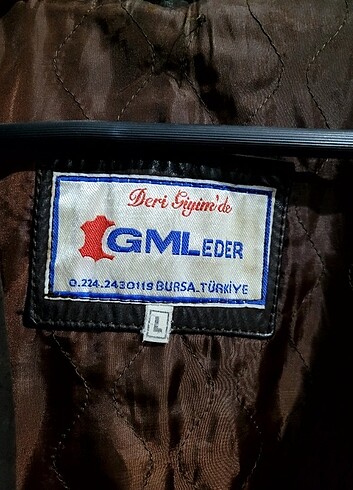 Deri Giyim'de
GMLEDER
0.224.2430119 BURSA.TÜRKİYE
L